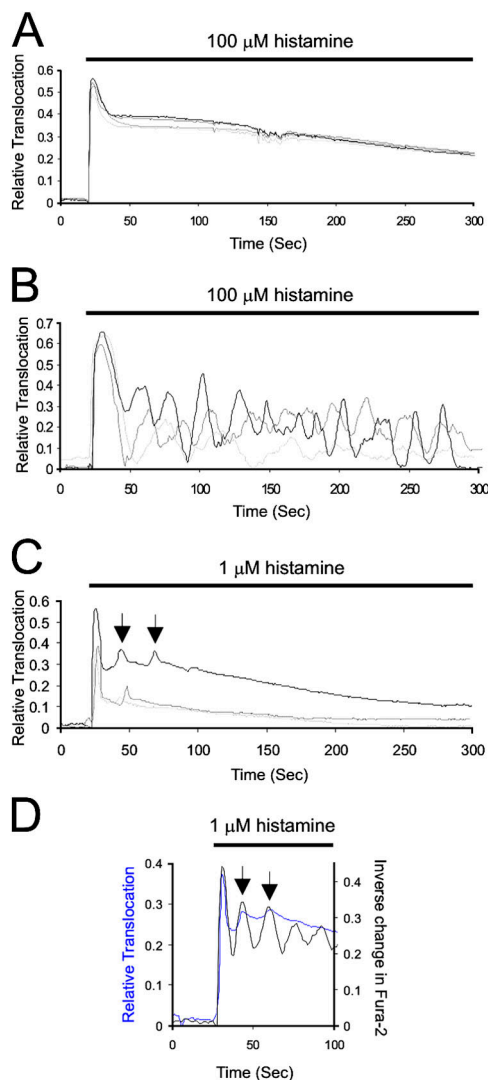 A
100 μM histamine
Relative Translocation
0.6
0.5
0.4
0.3
0.2
0.1
0
0 50 100 150 200 250 300
Time (Sec)
B
100 μM histamine
Relative Translocation
0.7
0.6
0.5
0.4
0.3
0.2
0.1
0
0 50 100 150 200 250 300
Time (Sec)
C
1 μM histamine
Relative Translocation
0.6
0.5
0.4
0.3
0.2
0.1
0
0 50 100 150 200 250 300
Time (Sec)
D
1 μM histamine
Relative Translocation
0.4
0.3
0.2
0.1
0
Inverse change in Fura-2
0.4
0.3
0.2
0.1
0
0 50 100
Time (Sec)